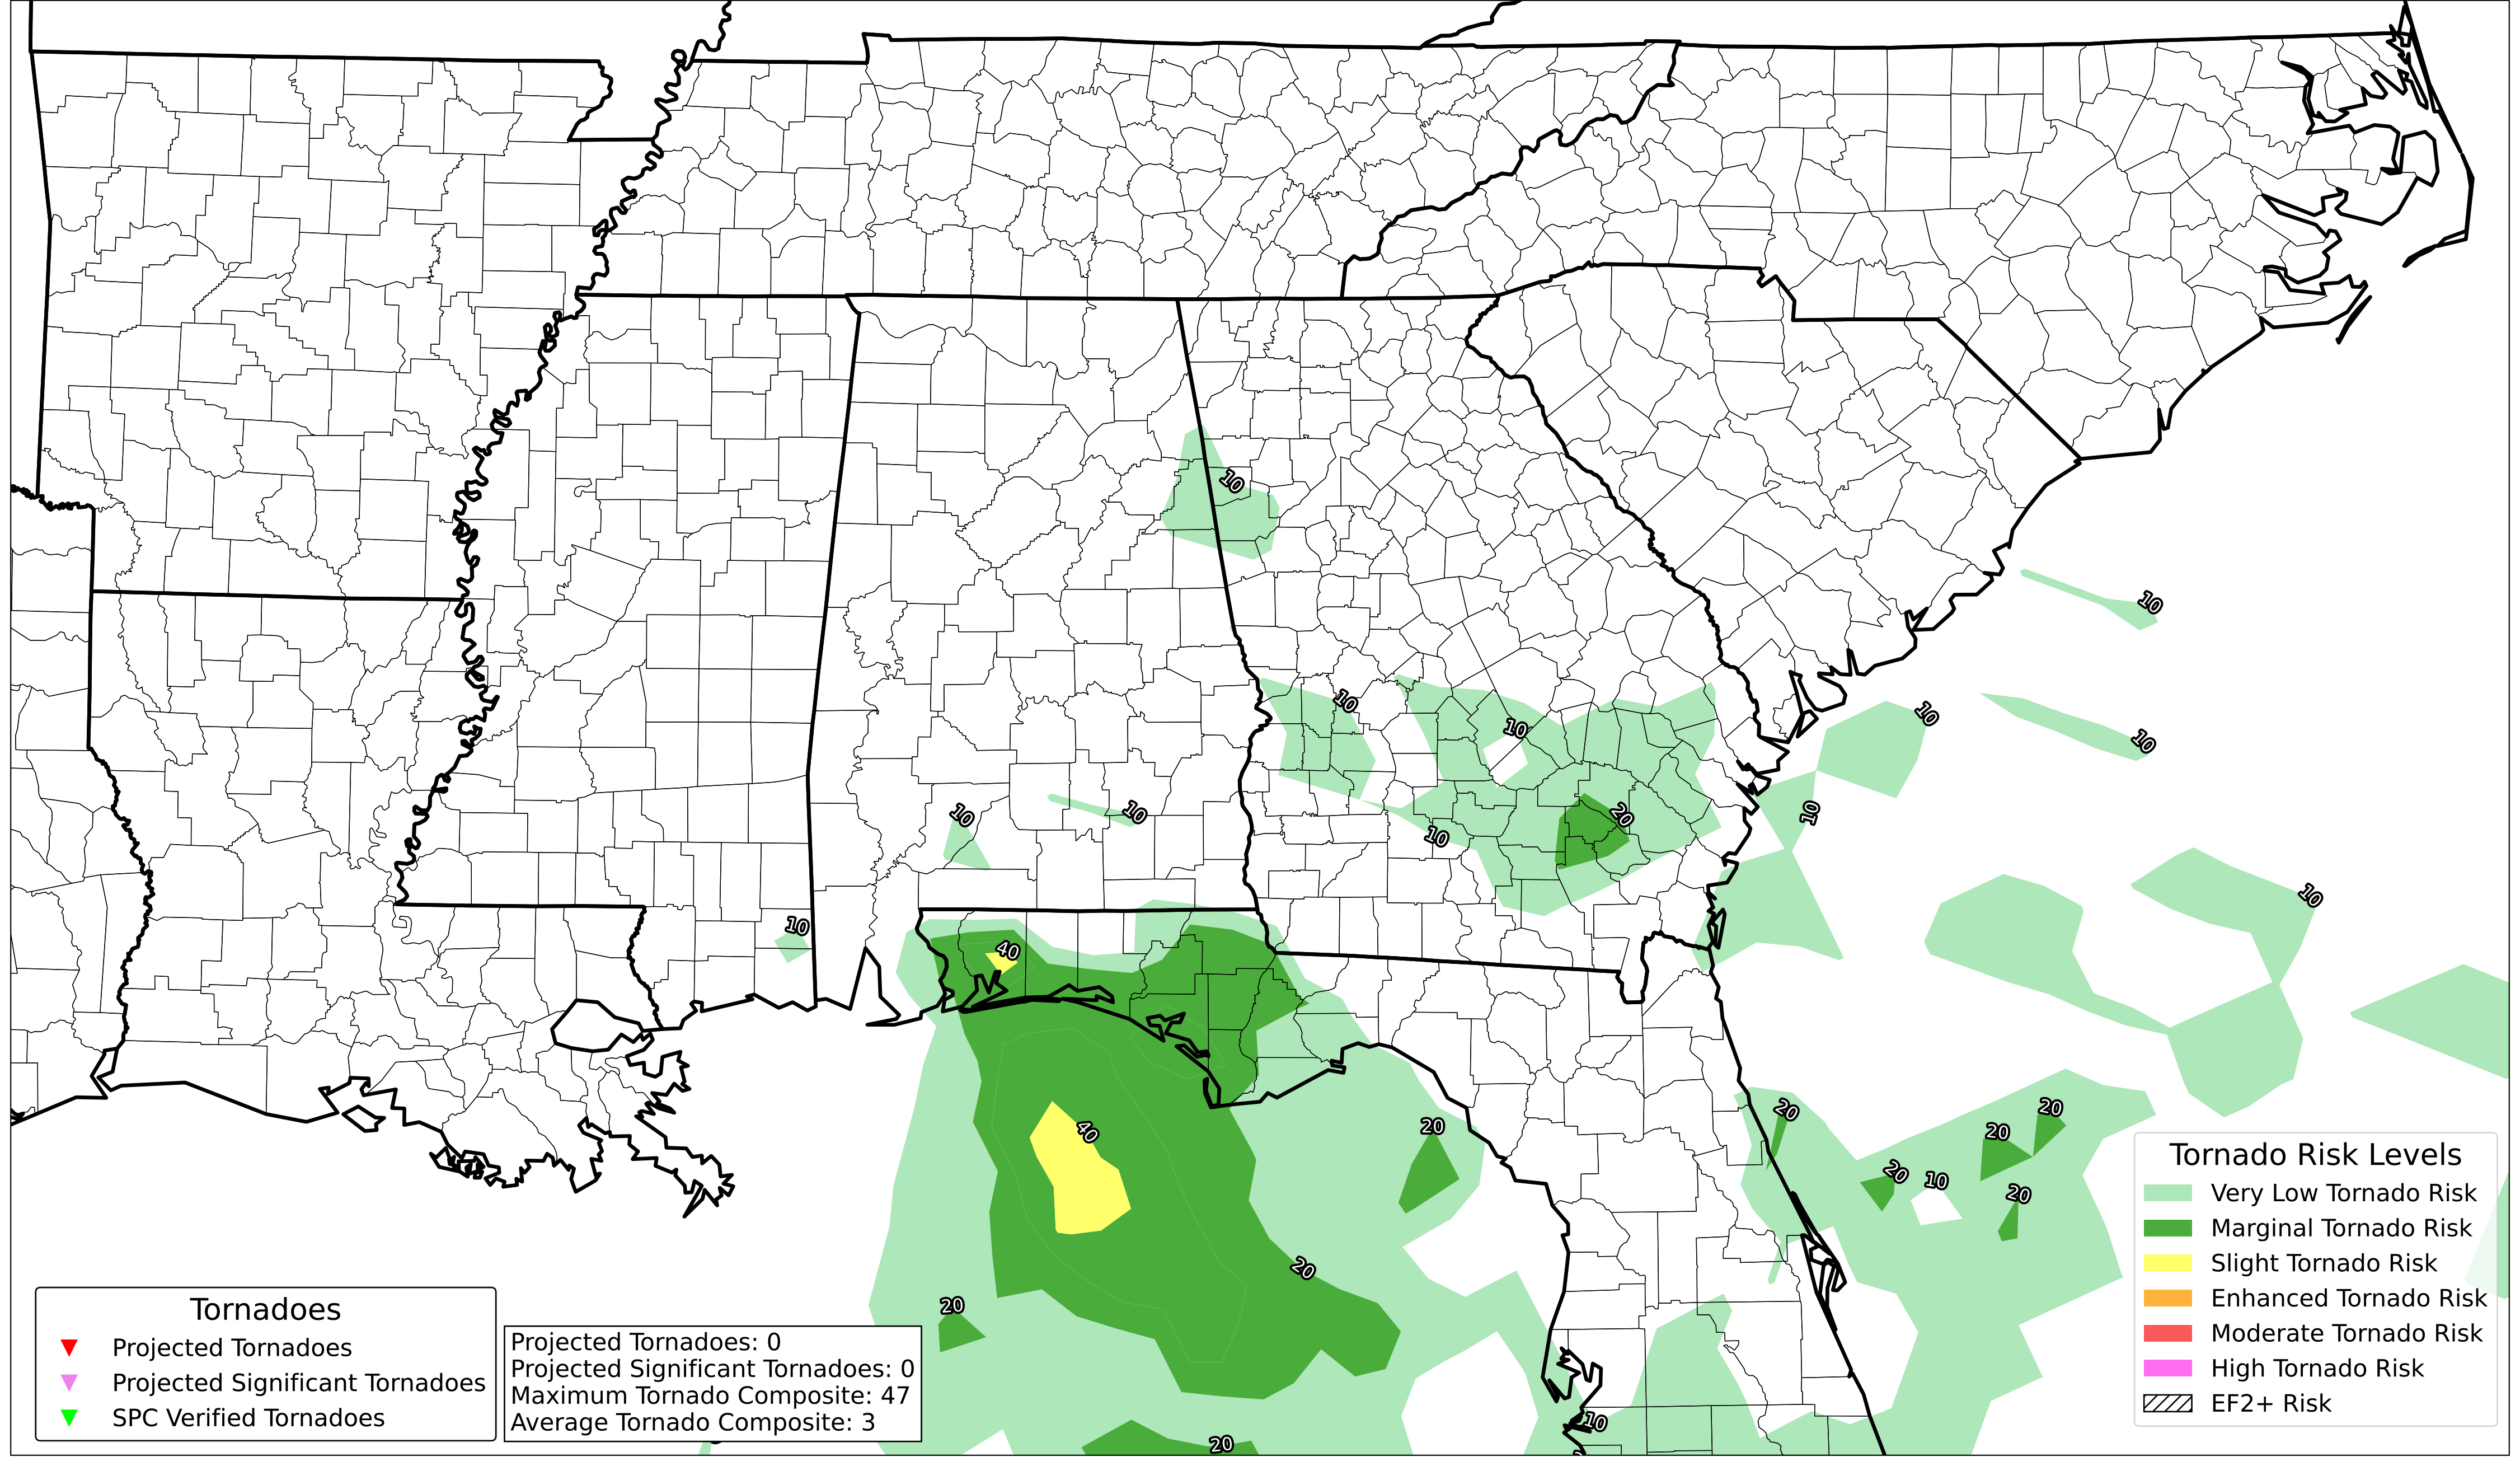 10
10
10
10
10
10
10
10
10
20
10
10
10
10
40
40
20
20
20
20
20
10
20
20
20
10
20
Tornado Risk Levels
Very Low Tornado Risk
Marginal Tornado Risk
Slight Tornado Risk
Enhanced Tornado Risk
Moderate Tornado Risk
High Tornado Risk
EF2+ Risk
Tornadoes
Projected Tornadoes
Projected Significant Tornadoes
SPC Verified Tornadoes
Projected Tornadoes: 0
Projected Significant Tornadoes: 0
Maximum Tornado Composite: 47
Average Tornado Composite: 3